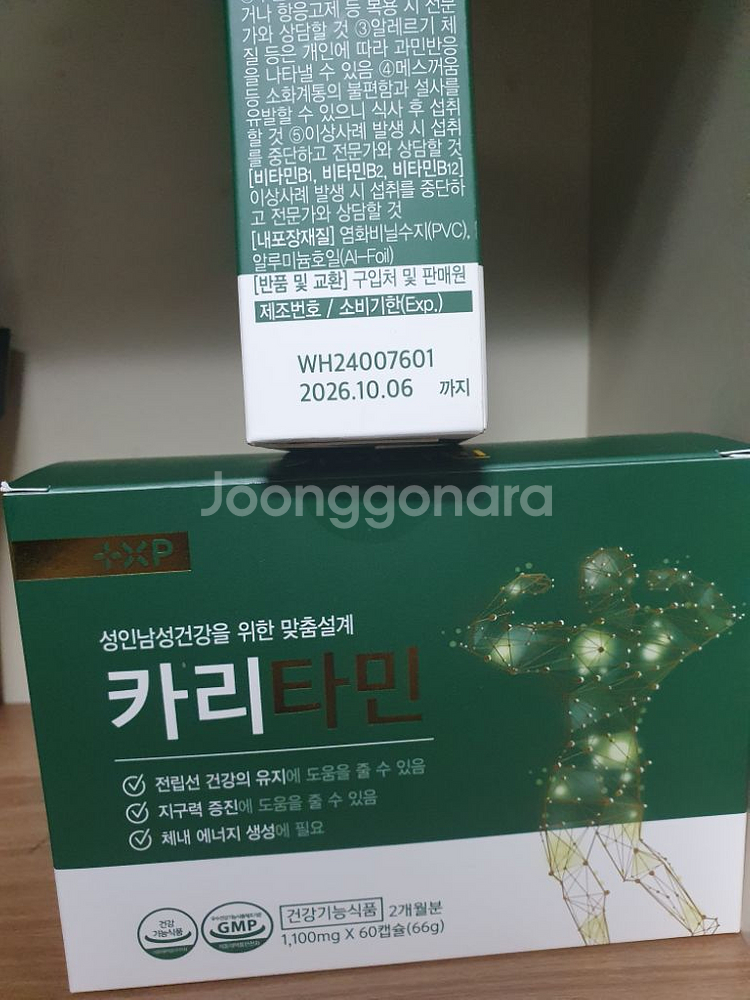 거나 항응고제 등 복용 시 전문
가와 상담할 것 ③알레르기 체
질 등은 개인에 따라 과민반응
을 나타낼 수 있음 ④메스꺼움
등 소화계통의 불편함과 설사를
유발할 수 있으니 식사 후 섭취
할 것 ⑤이상사례 발생 시 섭취
를 중단하고 전문가와 상담할 것
[비타민B1, 비타민B2, 비타민B12]
이상사례 발생 시 섭취를 중단하
고 전문가와 상담할 것
[내포장재질] 염화비닐수지(PVC),
알루미늄호일(Al-Foil)
[반품 및 교환] 구입처 및 판매원
제조번호 / 소비기한(Exp.)
WH24007601
2026.10.06 까지
Joonggonara
성인남성건강을 위한 맞춤설계
카리타민
전립선 건강의 유지에 도움을 줄 수 있음
지구력 증진에 도움을 줄 수 있음
체내 에너지 생성에 필요
건강
기능식품
GMP
건강기능식품 2개월분
1,100mg X 60캡슐(66g)